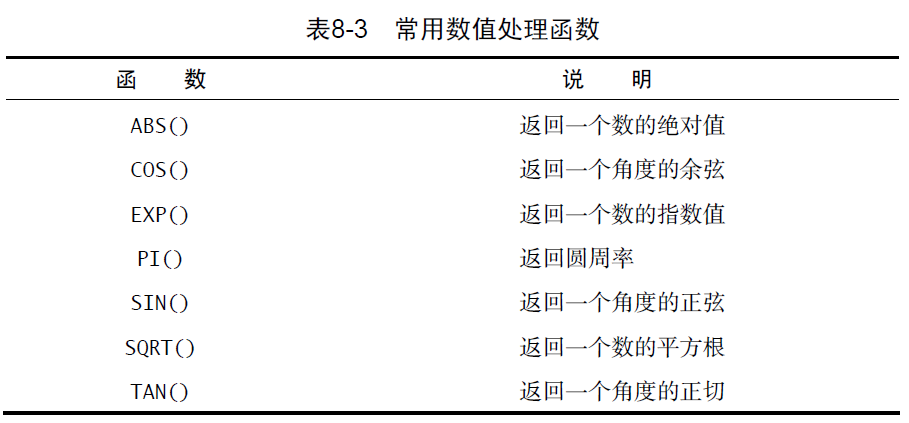 表8-3 常用数值处理函数
函 数 说 明
ABS() 返回一个数的绝对值
COS() 返回一个角度的余弦
EXP() 返回一个数的指数值
PI() 返回圆周率
SIN() 返回一个角度的正弦
SQRT() 返回一个数的平方根
TAN() 返回一个角度的正切